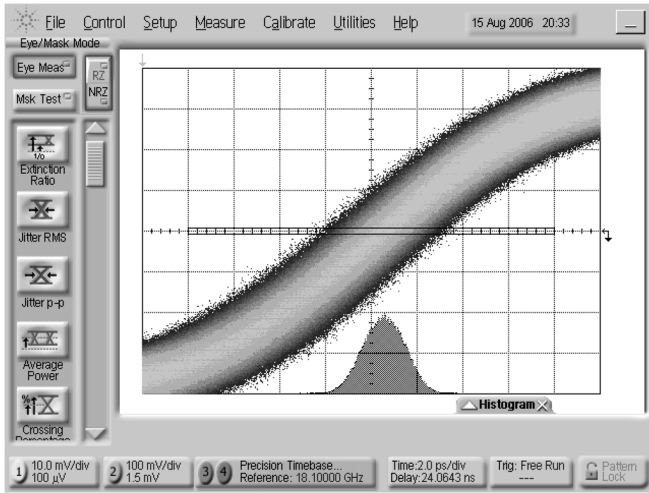 File Control Setup Measure Calibrate Utilities Help 15 Aug 2006 20:33
Eye/Mask Mode
Eye Meas
RZ
NRZ
Msk Test
1/0
Extinction
Ratio
Jitter RMS
Jitter p-p
Average
Power
%
Crossing
Percentage
Histogram
1 10.0 mV/div
100 µV
2 100 mV/div
1.5 mV
3 4 Precision Timebase...
Reference: 18.10000 GHz
Time:2.0 ps/div
Delay:24.0643 ns
Trig: Free Run
---
Pattern
Lock